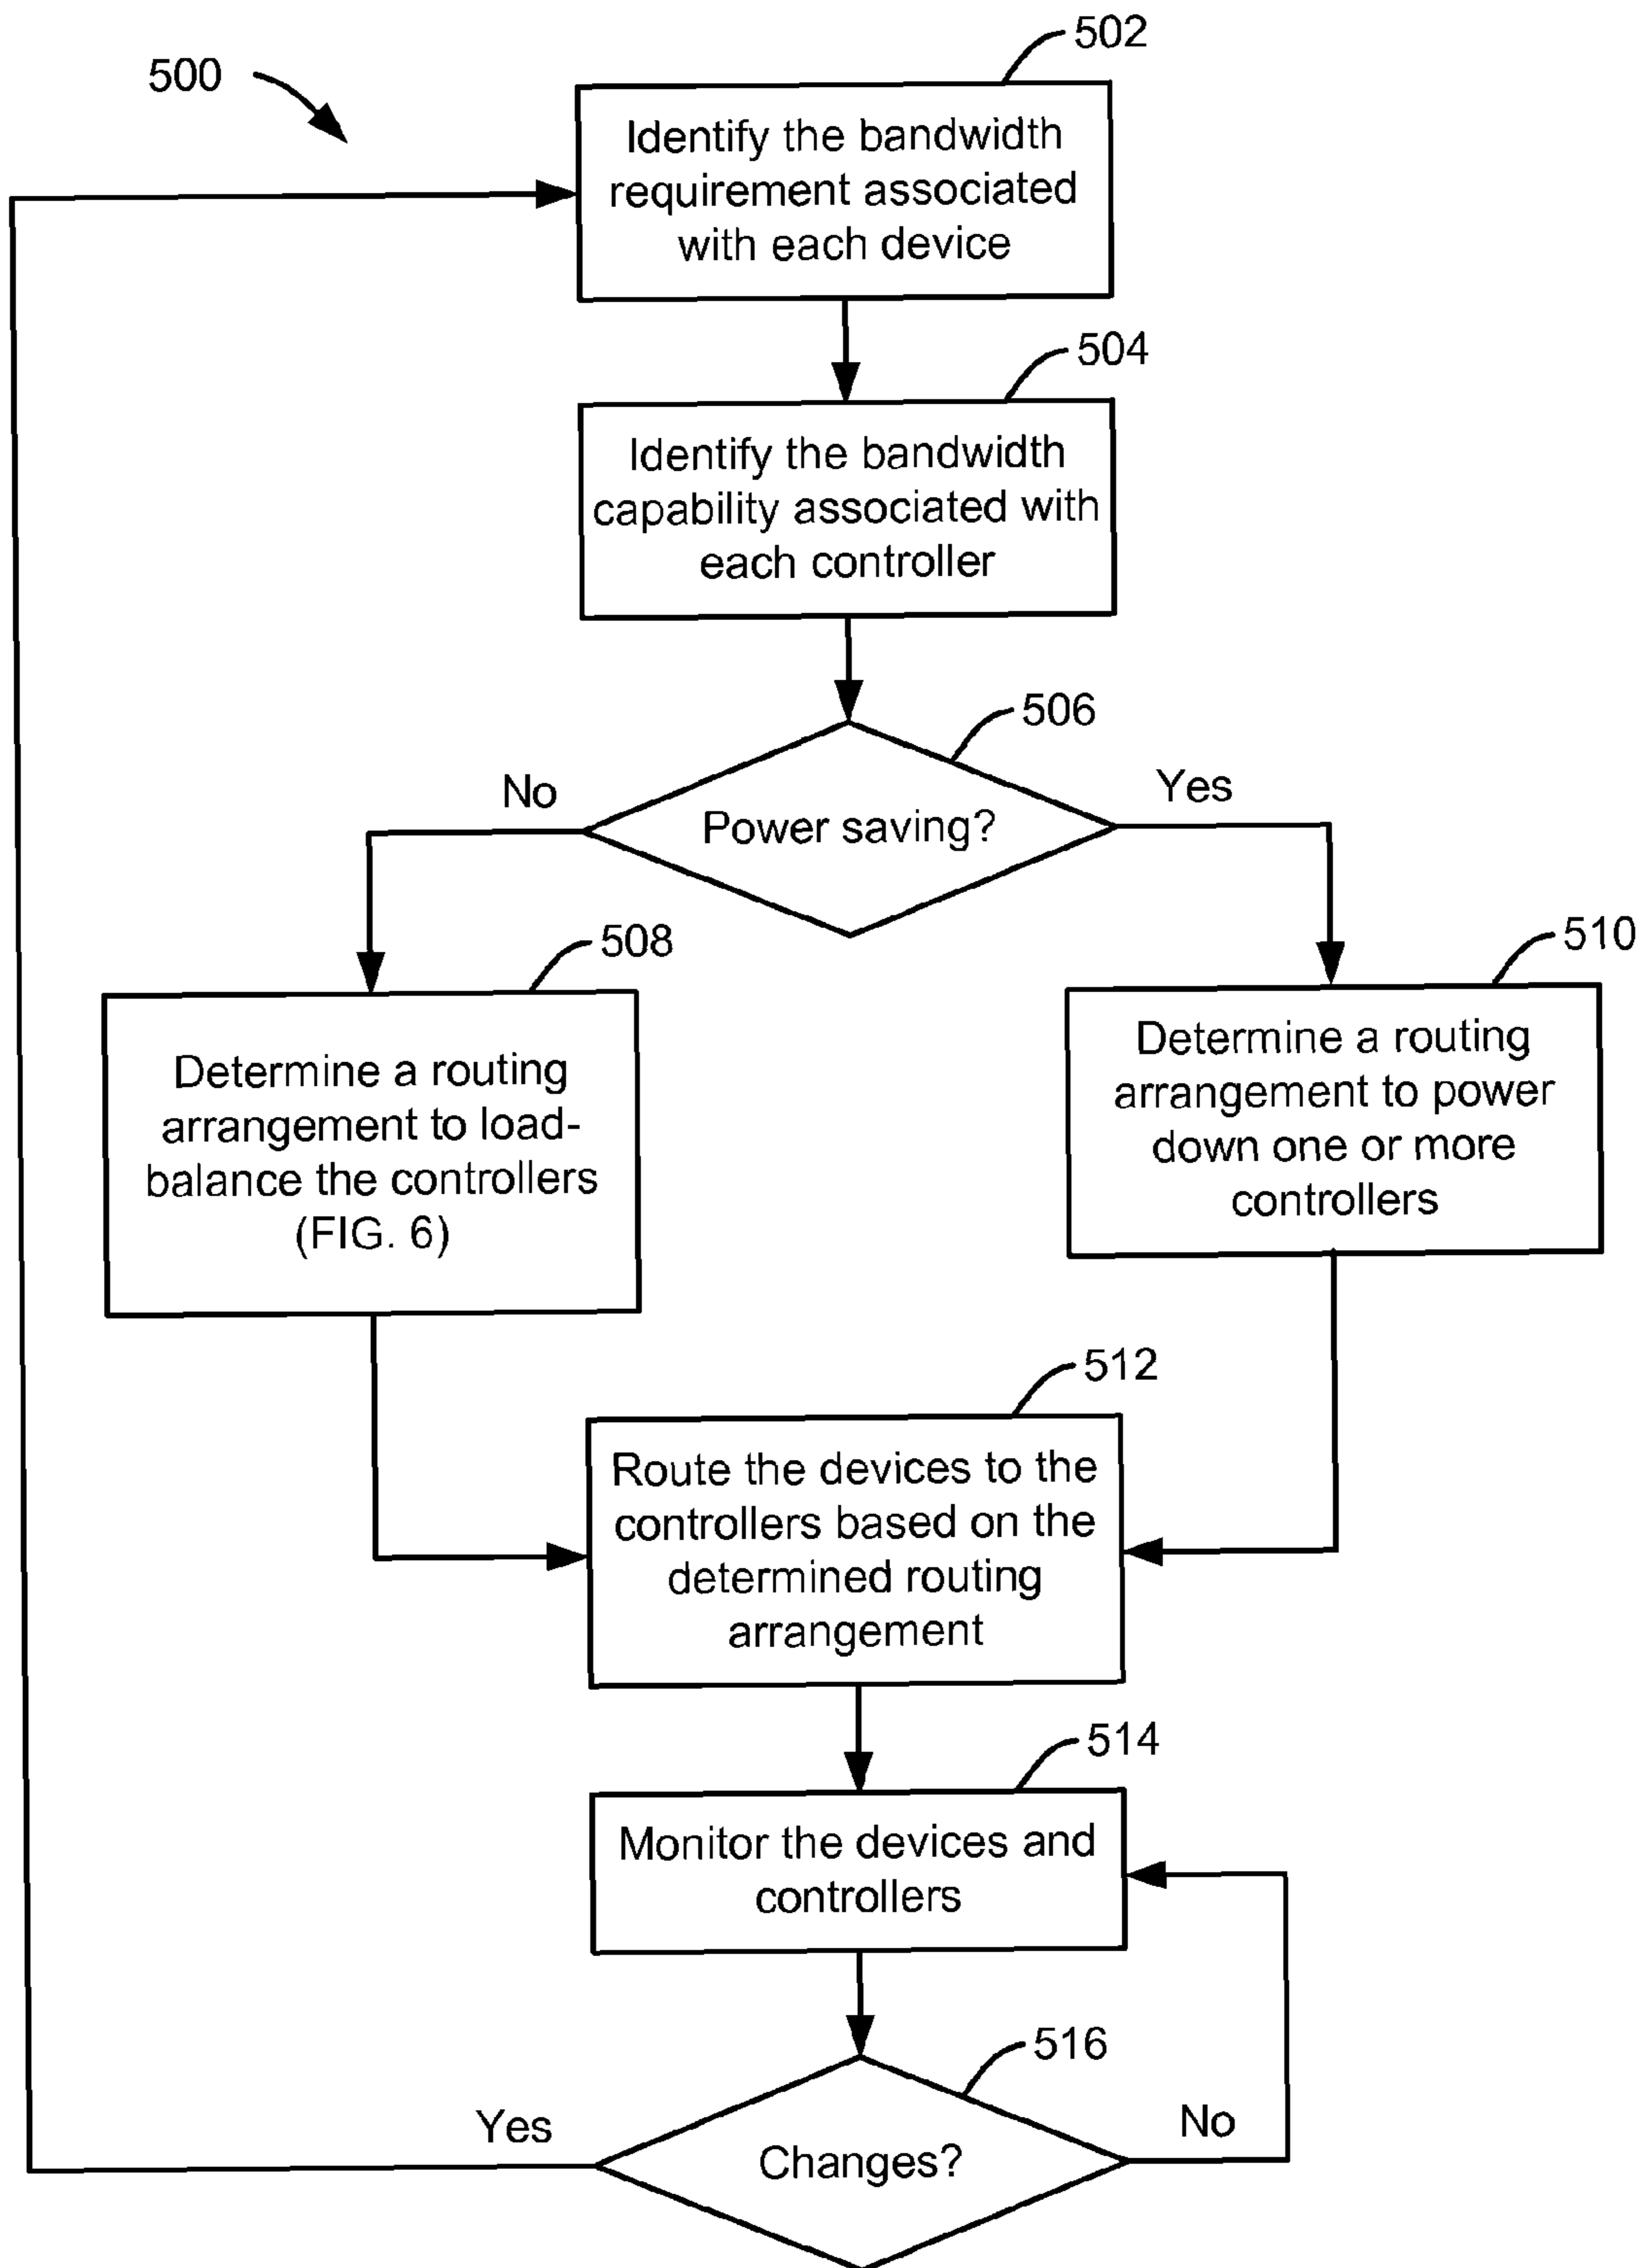 502
500
Identify the bandwidth
requirement associated
with each device
504
Identify the bandwidth
capability associated with
each controller
506
No
Yes
Power saving?
508
510
Determine a routing
arrangement to load-
balance the controllers
(FIG. 6)
Determine a routing
arrangement to power
down one or more
controllers
512
Route the devices to the
controllers based on the
determined routing
arrangement
514
Monitor the devices and
controllers
516
Yes
No
Changes?